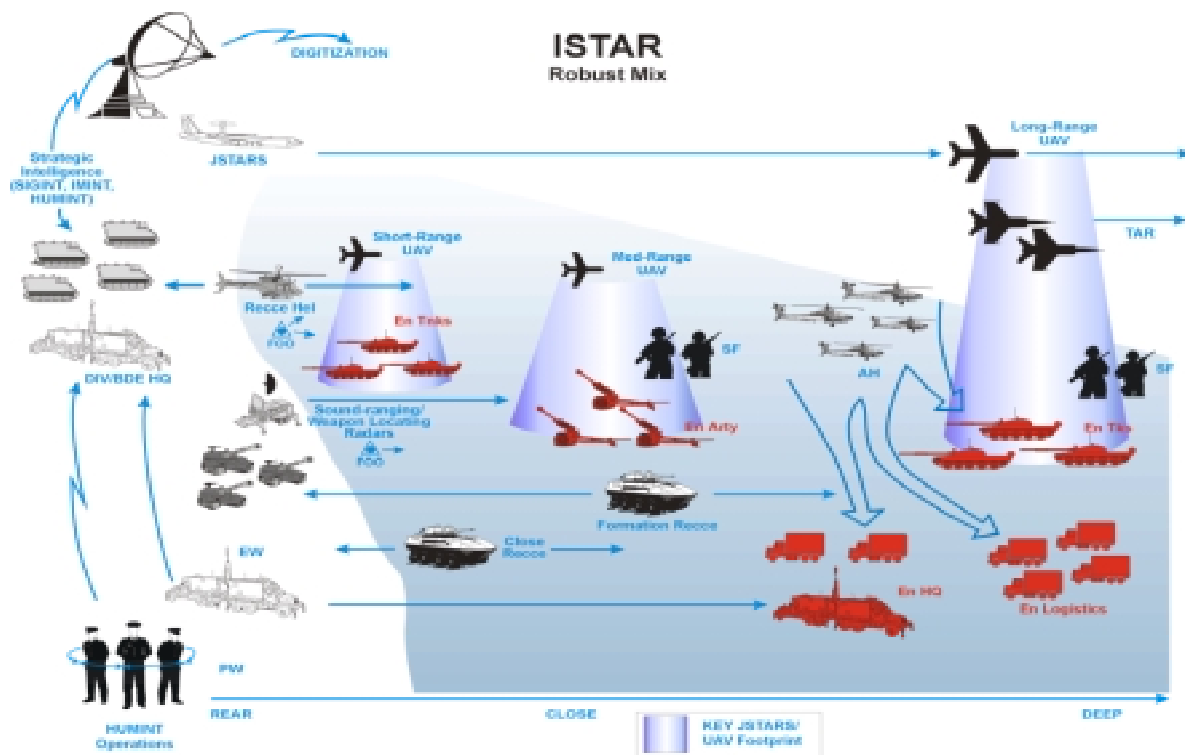 ISTAR
Robust Mix
DIGITIZATION
JSTARS
Long-Range
UAV
Strategic
Intelligence
(SIGINT, IMINT,
HUMINT)
Short-Range
UAV
Med-Range
UAV
TAR
Recce Hel
FOO
En Tnks
SF
AH
SF
DIV/BDE HQ
Sound-ranging/
Weapon Locating
Radars
FOO
En Arty
En Tks
Formation Recce
EW
Close
Recce
En HQ
En Logistics
PW
HUMINT
Operations
REAR
CLOSE
DEEP
KEY JSTARS/
UAV Footprint